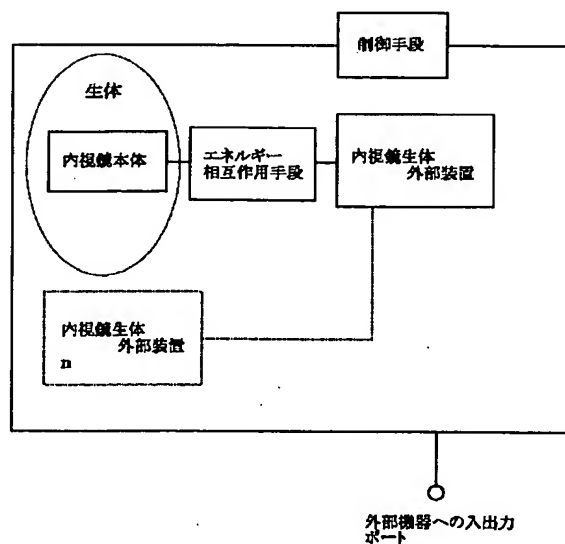 制御手段
生体
内視鏡本体
エネルギー
相互作用手段
内視鏡生体
外部装置
内視鏡生体
外部装置
n
外部機器への入出力
ポート